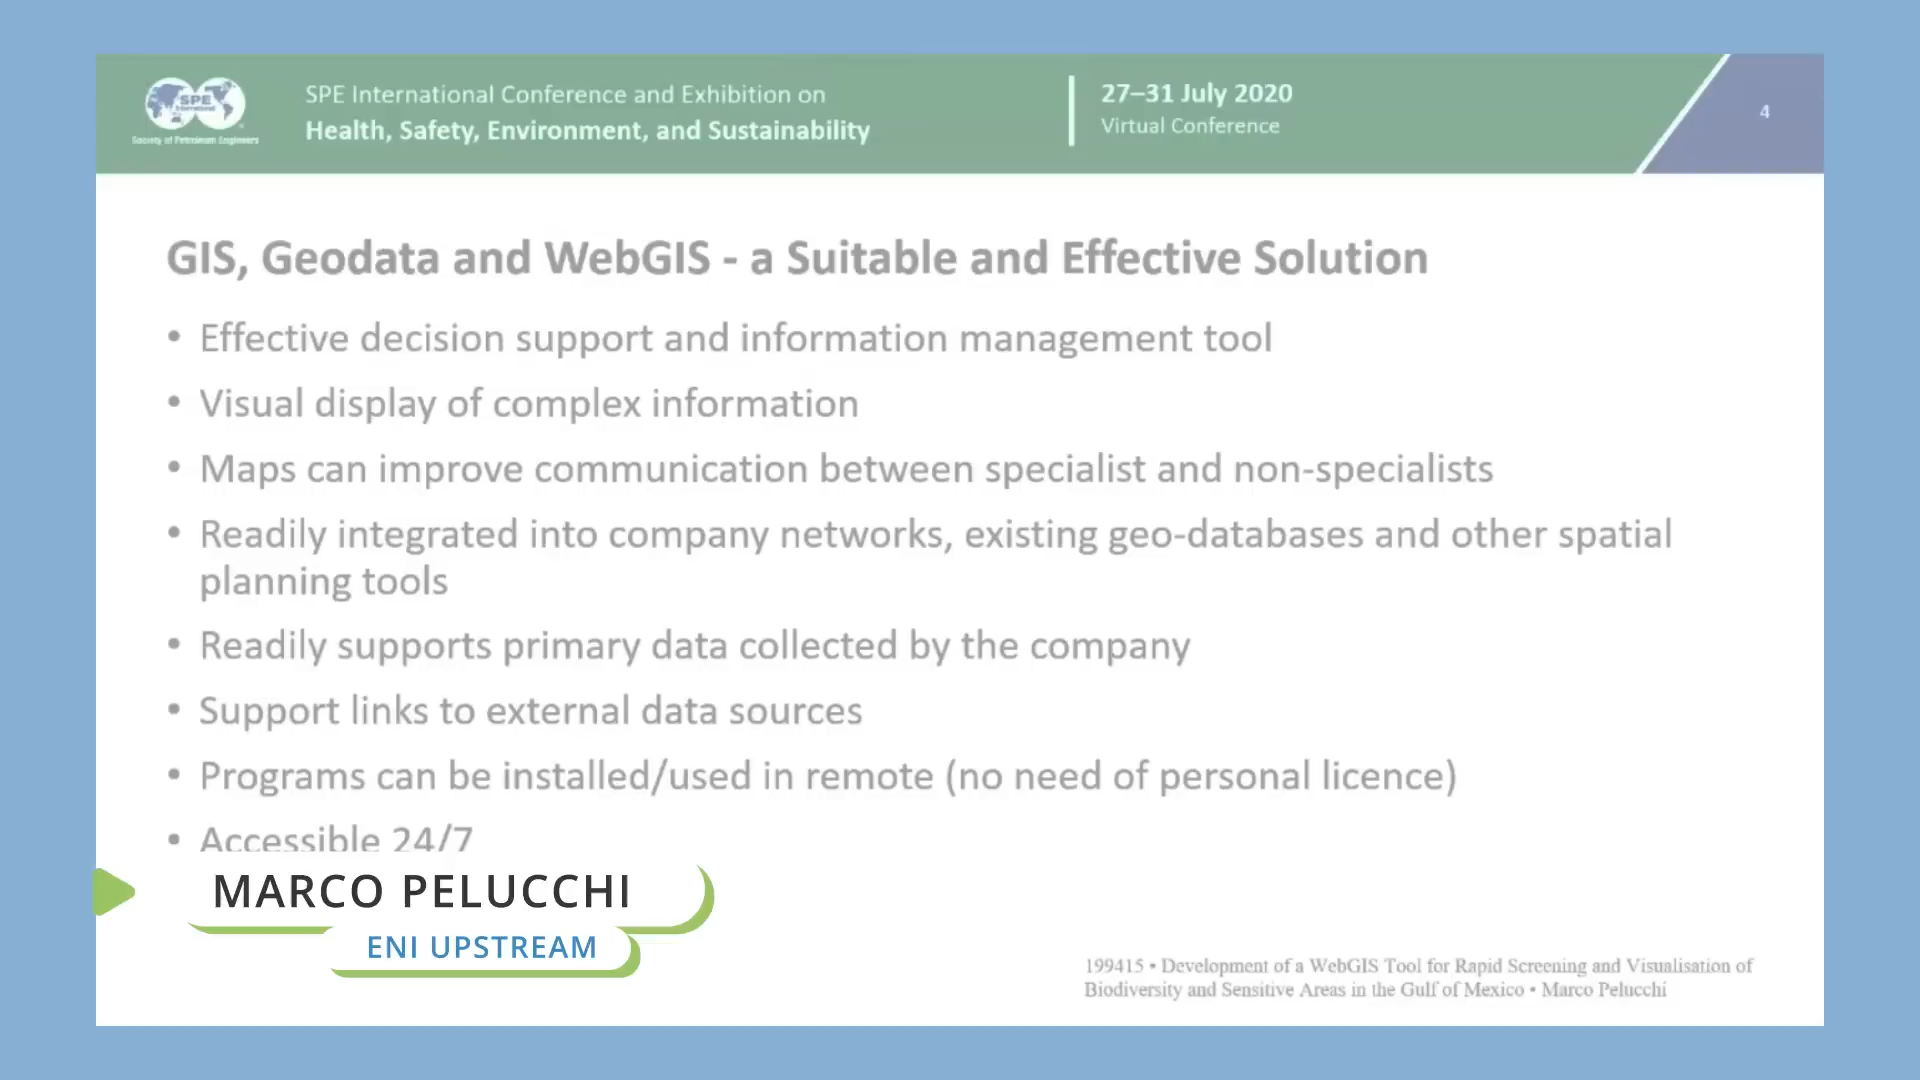 SPE
International
Society of Petroleum Engineers
SPE International Conference and Exhibition on
Health, Safety, Environment, and Sustainability
27–31 July 2020
Virtual Conference
4
GIS, Geodata and WebGIS - a Suitable and Effective Solution
• Effective decision support and information management tool
• Visual display of complex information
• Maps can improve communication between specialist and non-specialists
• Readily integrated into company networks, existing geo-databases and other spatial
planning tools
• Readily supports primary data collected by the company
• Support links to external data sources
• Programs can be installed/used in remote (no need of personal licence)
• Accessible 24/7
MARCO PELUCCHI
ENI UPSTREAM
199415 • Development of a WebGIS Tool for Rapid Screening and Visualisation of
Biodiversity and Sensitive Areas in the Gulf of Mexico • Marco Pelucchi